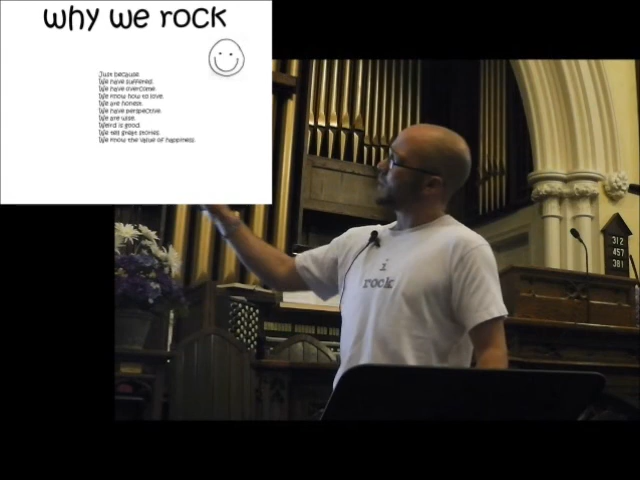 why we rock
Just because.
We have suffered.
We have overcome.
We know how to love.
We are honest.
We have perspective.
We are wise.
Weird is good.
We tell great stories.
We know the value of happiness.
i
rock
312
457
381